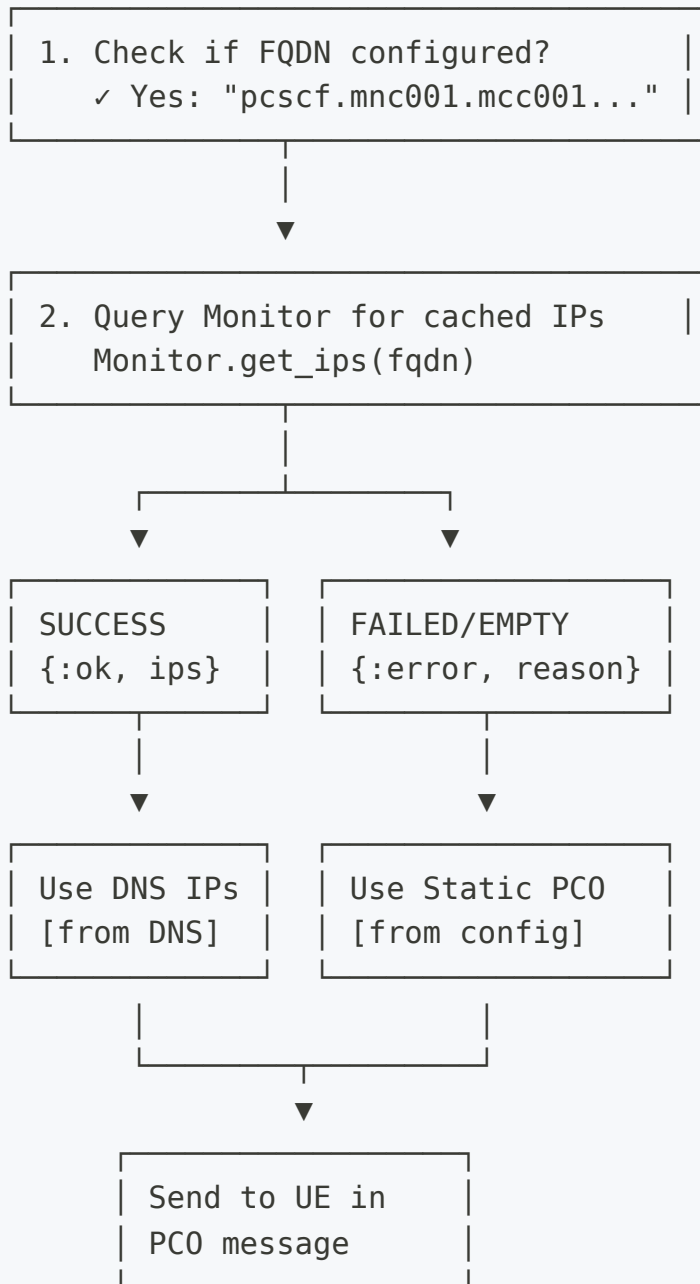 1. Check if FQDN configured?
✓ Yes: "pcscf.mnc001.mcc001..."
2. Query Monitor for cached IPs
Monitor.get_ips(fqdn)
SUCCESS
{:ok, ips}
FAILED/EMPTY
{:error, reason}
Use DNS IPs
[from DNS]
Use Static PCO
[from config]
Send to UE in
PCO message